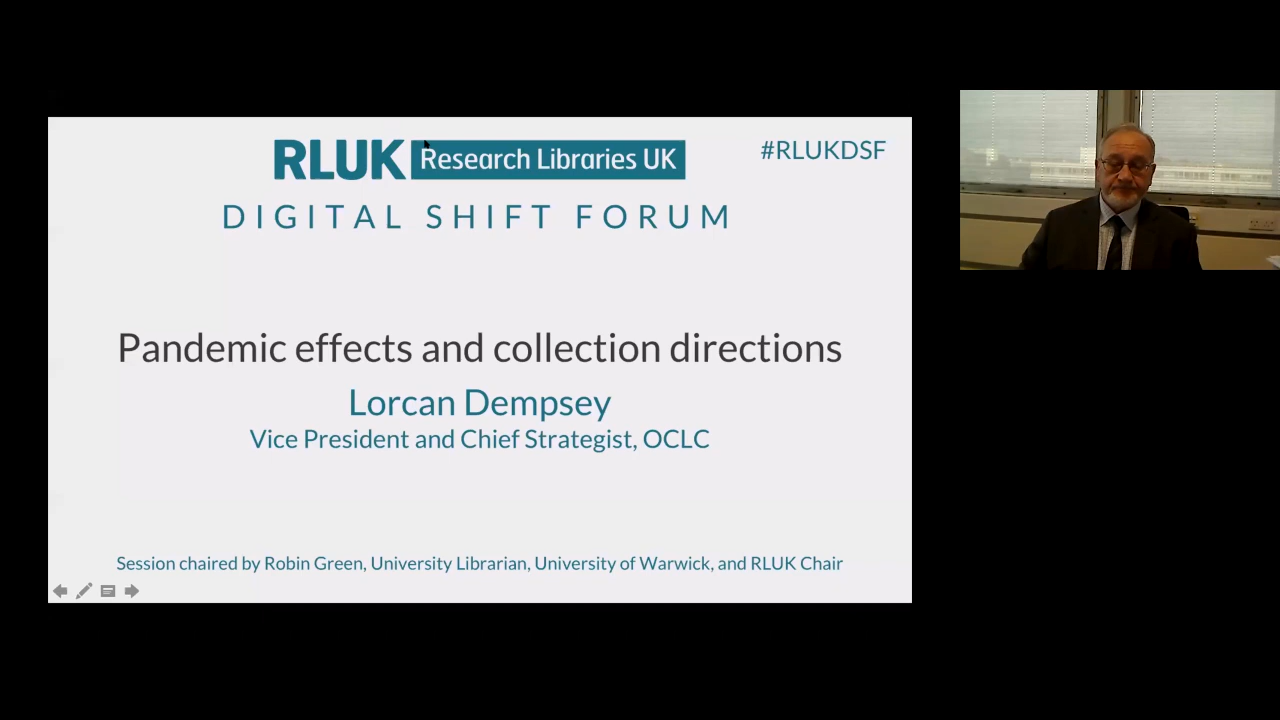 RLUK Research Libraries UK
#RLUKDSF
DIGITAL SHIFT FORUM
Pandemic effects and collection directions
Lorcan Dempsey
Vice President and Chief Strategist, OCLC
Session chaired by Robin Green, University Librarian, University of Warwick, and RLUK Chair